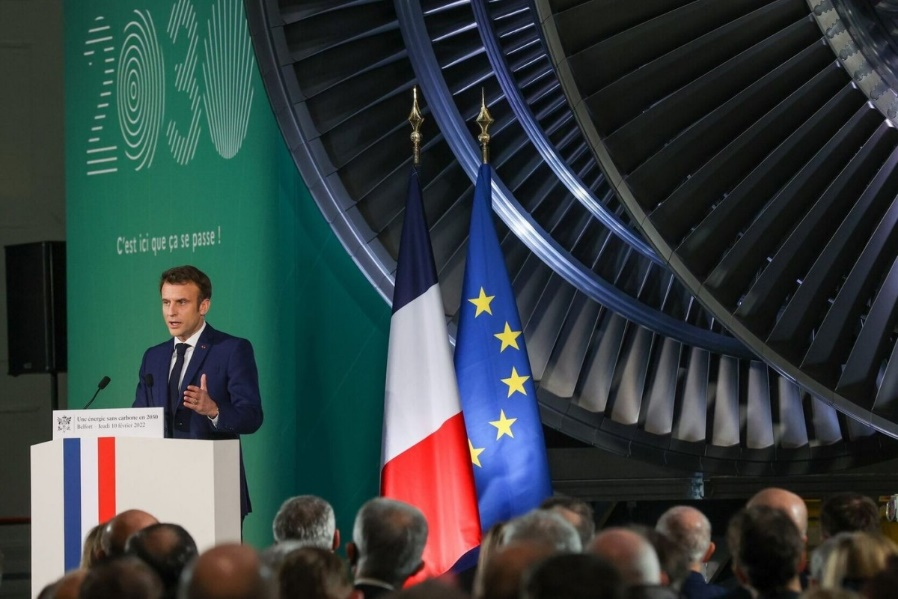 2030
C'est ici que ça se passe !
Une énergie sans carbone en 2050
Belfort - Jeudi 10 février 2022